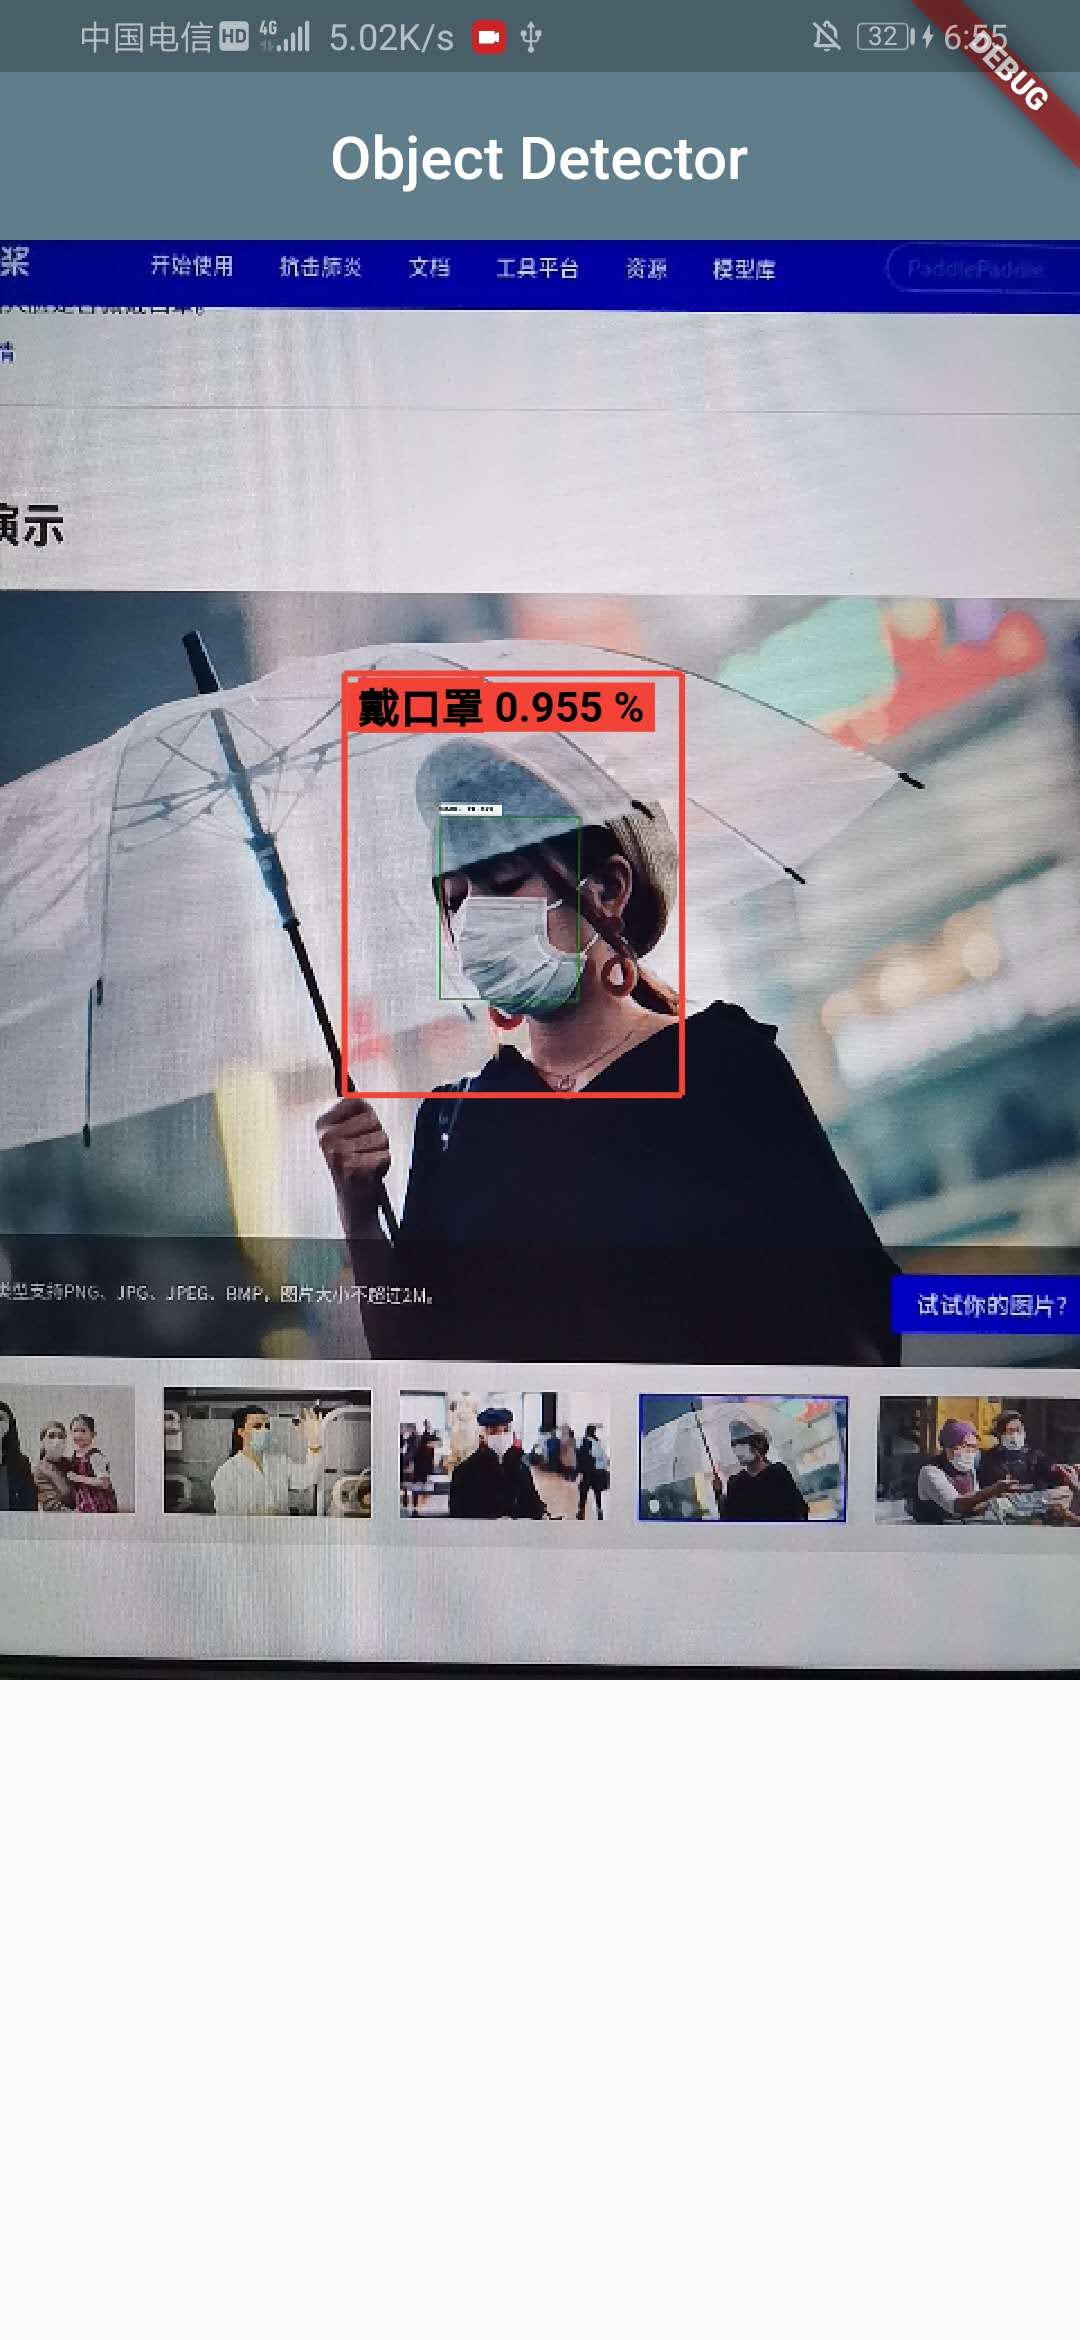 中国电信 HD 4G 5.02K/s 32 6:55
DEBUG
Object Detector
桨 开始使用 抗击肺炎 文档 工具平台 资源 模型库 PaddlePaddle
情
演示
戴口罩 0.955 %
类型支持PNG、JPG、JPEG、BMP，图片大小不超过2M。
试试你的图片?